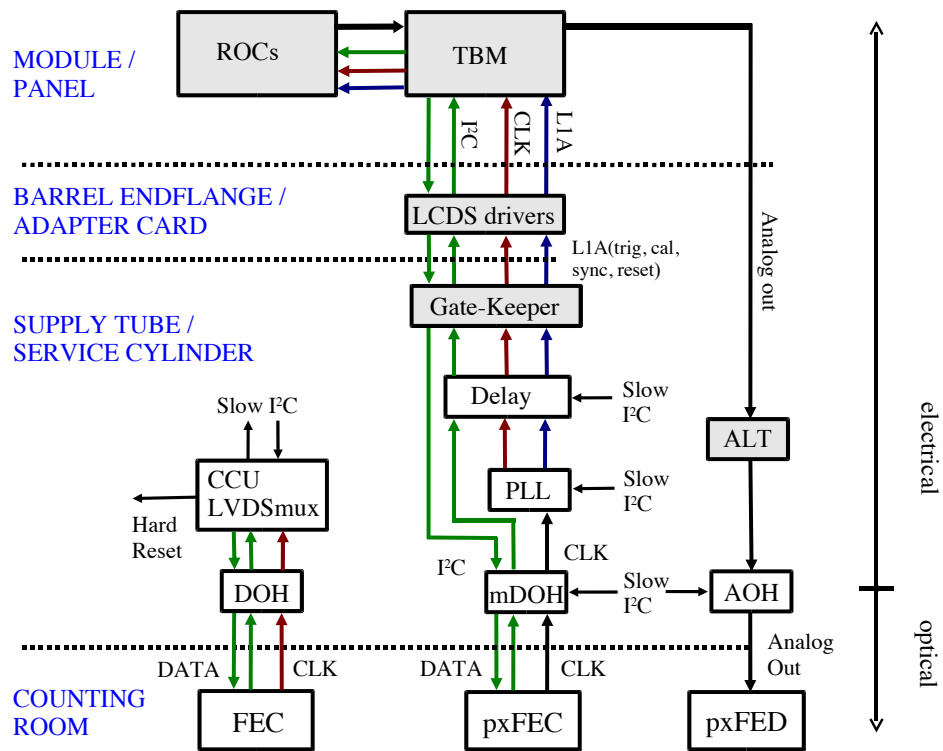 MODULE /
PANEL
ROCs
TBM
I²C
CLK
L1A
BARREL ENDFLANGE /
ADAPTER CARD
LCDS drivers
L1A(trig, cal,
sync, reset)
Analog out
Gate-Keeper
SUPPLY TUBE /
SERVICE CYLINDER
Delay
Slow
I²C
Slow I²C
ALT
electrical
CCU
LVDSmux
PLL
Slow
I²C
Hard
Reset
I²C
CLK
DOH
mDOH
Slow
I²C
AOH
optical
DATA
CLK
DATA
CLK
Analog
Out
COUNTING
ROOM
FEC
pxFEC
pxFED